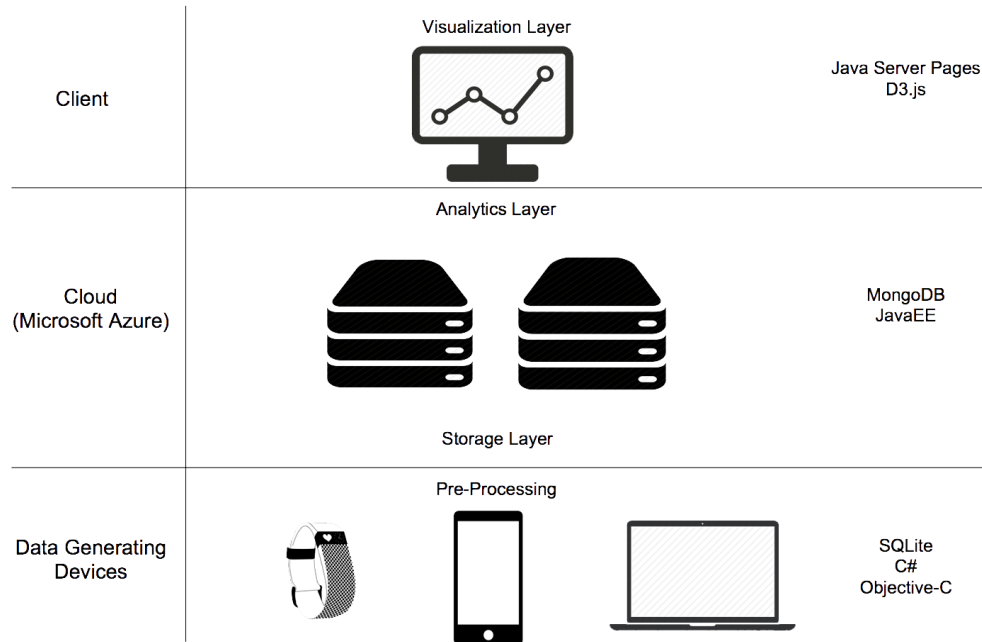 Visualization Layer
Client
Java Server Pages
D3.js
Analytics Layer
Cloud
(Microsoft Azure)
MongoDB
JavaEE
Storage Layer
Pre-Processing
Data Generating
Devices
SQLite
C#
Objective-C